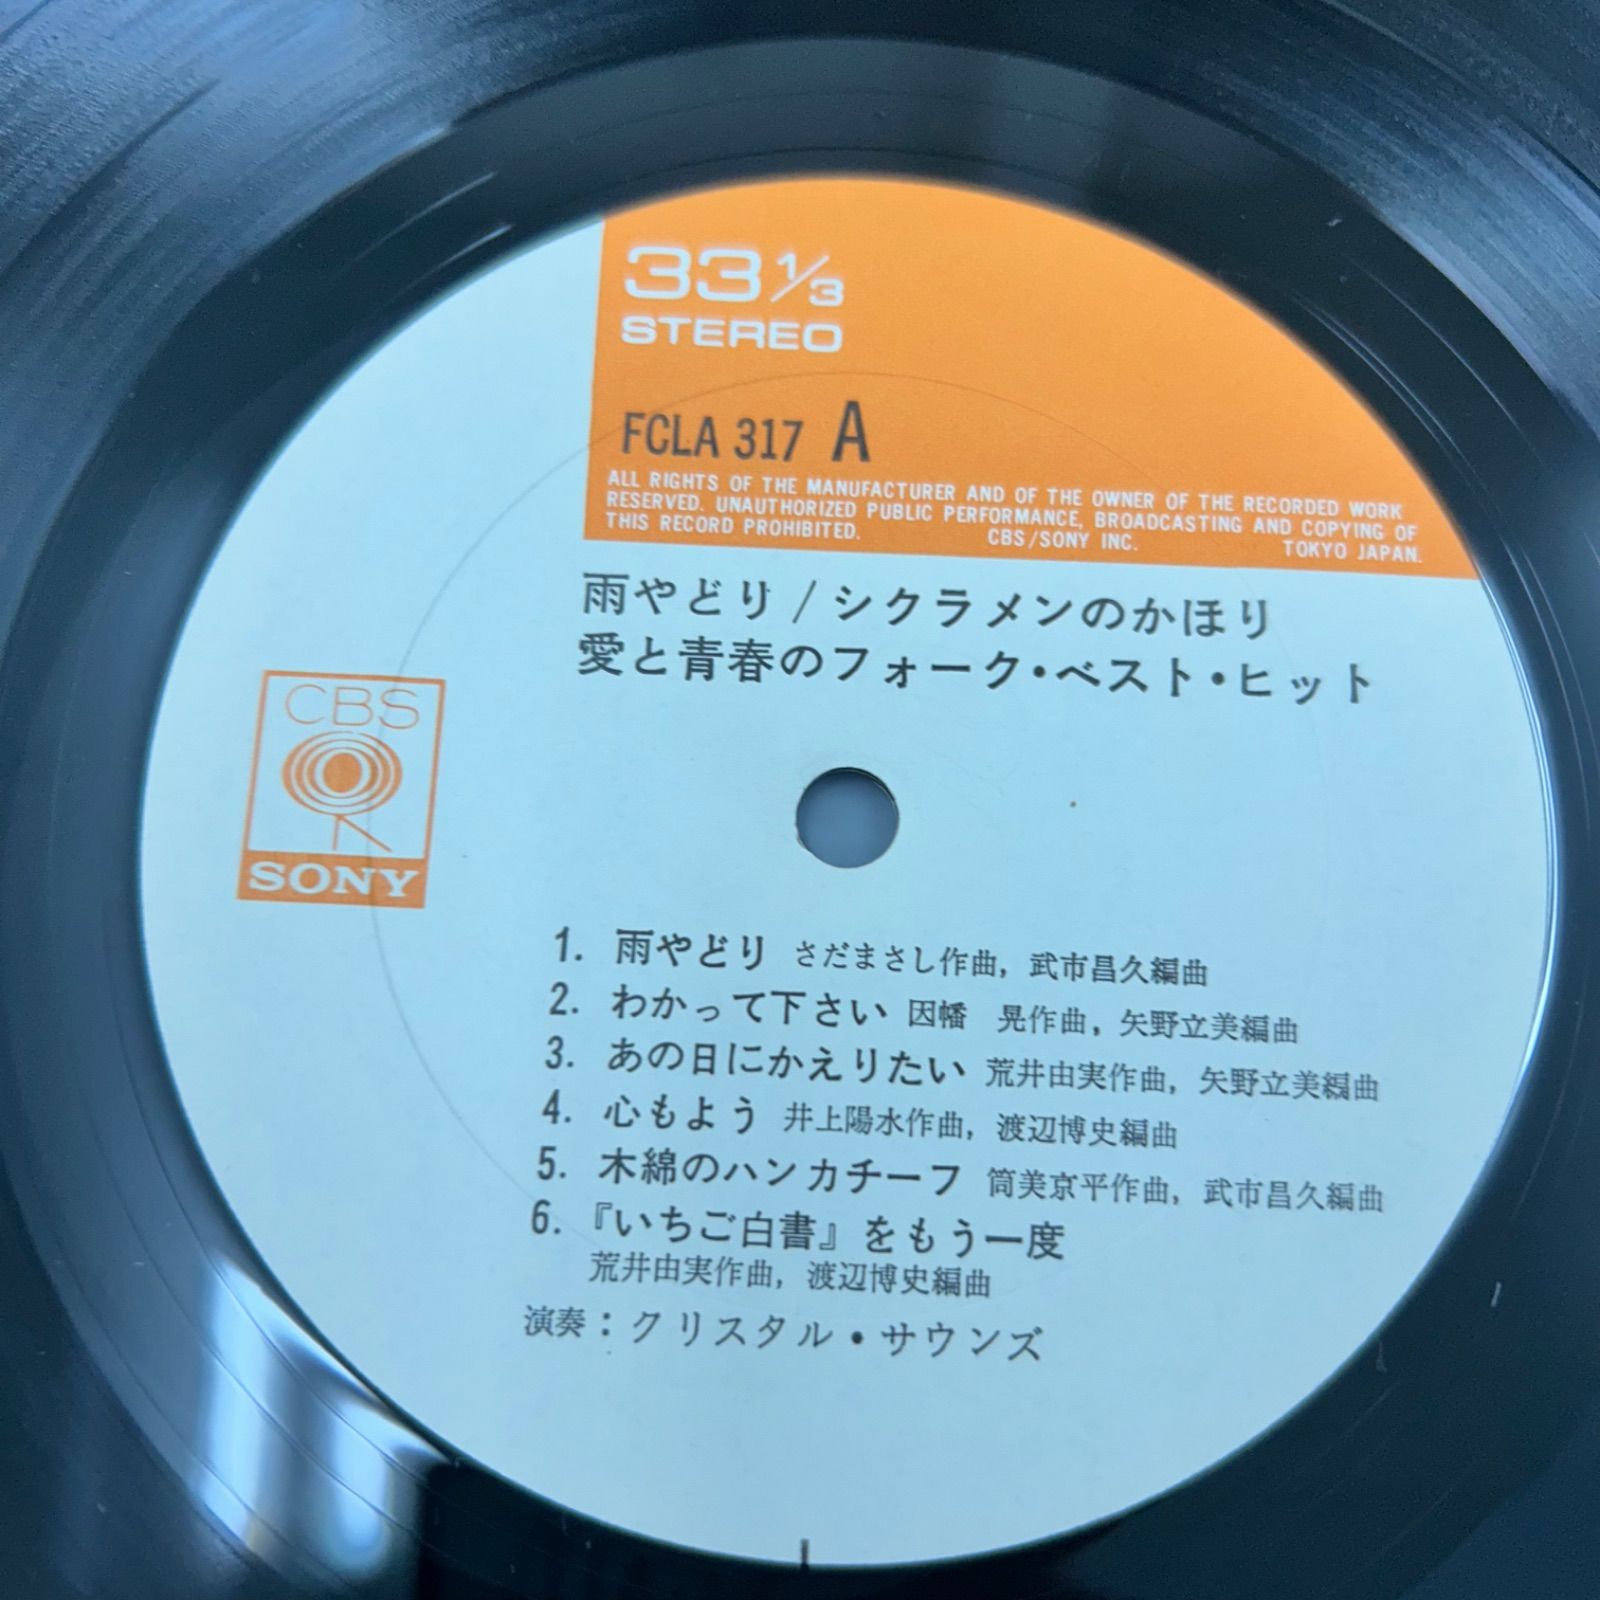 33 1/3
STEREO
FCLA 317 A
ALL RIGHTS OF THE MANUFACTURER AND OF THE OWNER OF THE RECORDED WORK
RESERVED. UNAUTHORIZED PUBLIC PERFORMANCE, BROADCASTING AND COPYING OF
THIS RECORD PROHIBITED. CBS/SONY INC. TOKYO JAPAN.
雨やどり/シクラメンのかほり
愛と青春のフォーク・ベスト・ヒット
CBS
SONY
1. 雨やどり さだまさし作曲, 武市昌久編曲
2. わかって下さい 因幡 晃作曲, 矢野立美編曲
3. あの日にかえりたい 荒井由実作曲, 矢野立美編曲
4. 心もよう 井上陽水作曲, 渡辺博史編曲
5. 木綿のハンカチーフ 筒美京平作曲, 武市昌久編曲
6. 『いちご白書』をもう一度
荒井由実作曲, 渡辺博史編曲
演奏：クリスタル・サウンズ